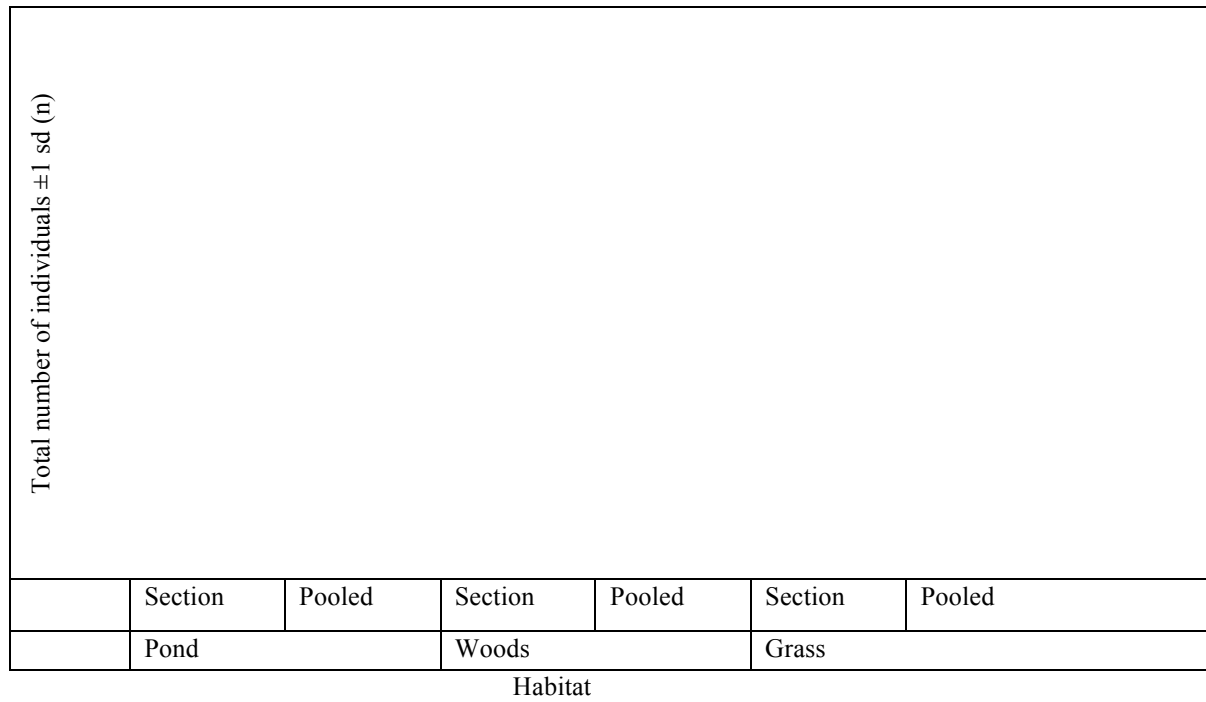 Total number of individuals ±1 sd (n)
Section Pooled Section Pooled Section Pooled
Pond Woods Grass
Habitat